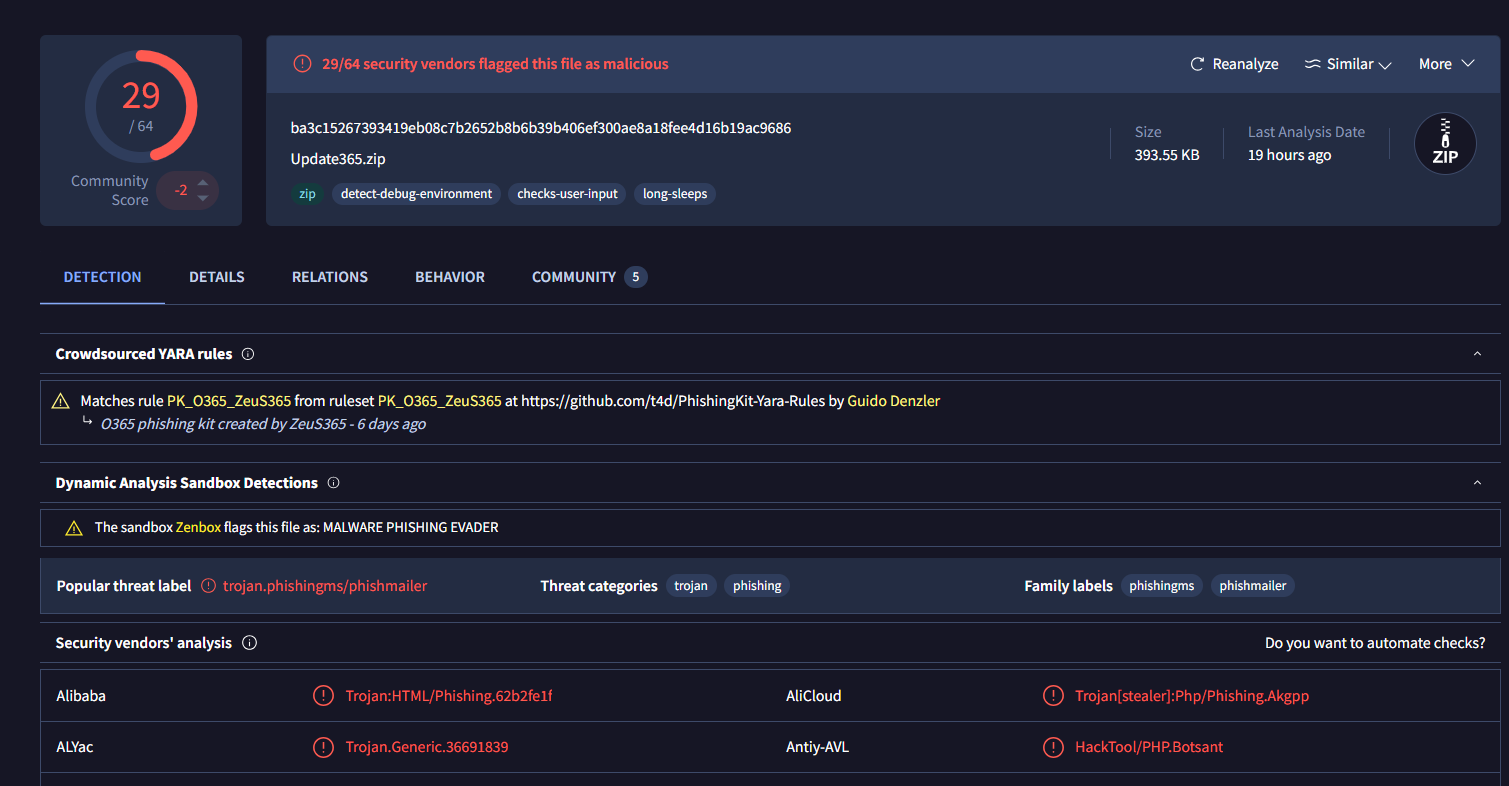 29
/ 64
Community
Score
-2
29/64 security vendors flagged this file as malicious
Reanalyze
Similar
More
ba3c15267393419eb08c7b2652b8b6b39b406ef300ae8a18fee4d16b19ac9686
Update365.zip
zip detect-debug-environment checks-user-input long-sleeps
Size
393.55 KB
Last Analysis Date
19 hours ago
ZIP
DETECTION DETAILS RELATIONS BEHAVIOR COMMUNITY 5
Crowdsourced YARA rules
Matches rule PK_O365_ZeuS365 from ruleset PK_O365_ZeuS365 at https://github.com/t4d/PhishingKit-Yara-Rules by Guido Denzler
O365 phishing kit created by ZeuS365 - 6 days ago
Dynamic Analysis Sandbox Detections
The sandbox Zenbox flags this file as: MALWARE PHISHING EVADER
Popular threat label trojan.phishingms/phishmailer Threat categories trojan phishing Family labels phishingms phishmailer
Security vendors' analysis Do you want to automate checks?
Alibaba Trojan:HTML/Phishing.62b2fe1f AliCloud Trojan[stealer]:Php/Phishing.Akgpp
ALYac Trojan.Generic.36691839 Antiy-AVL HackTool/PHP.Botsant